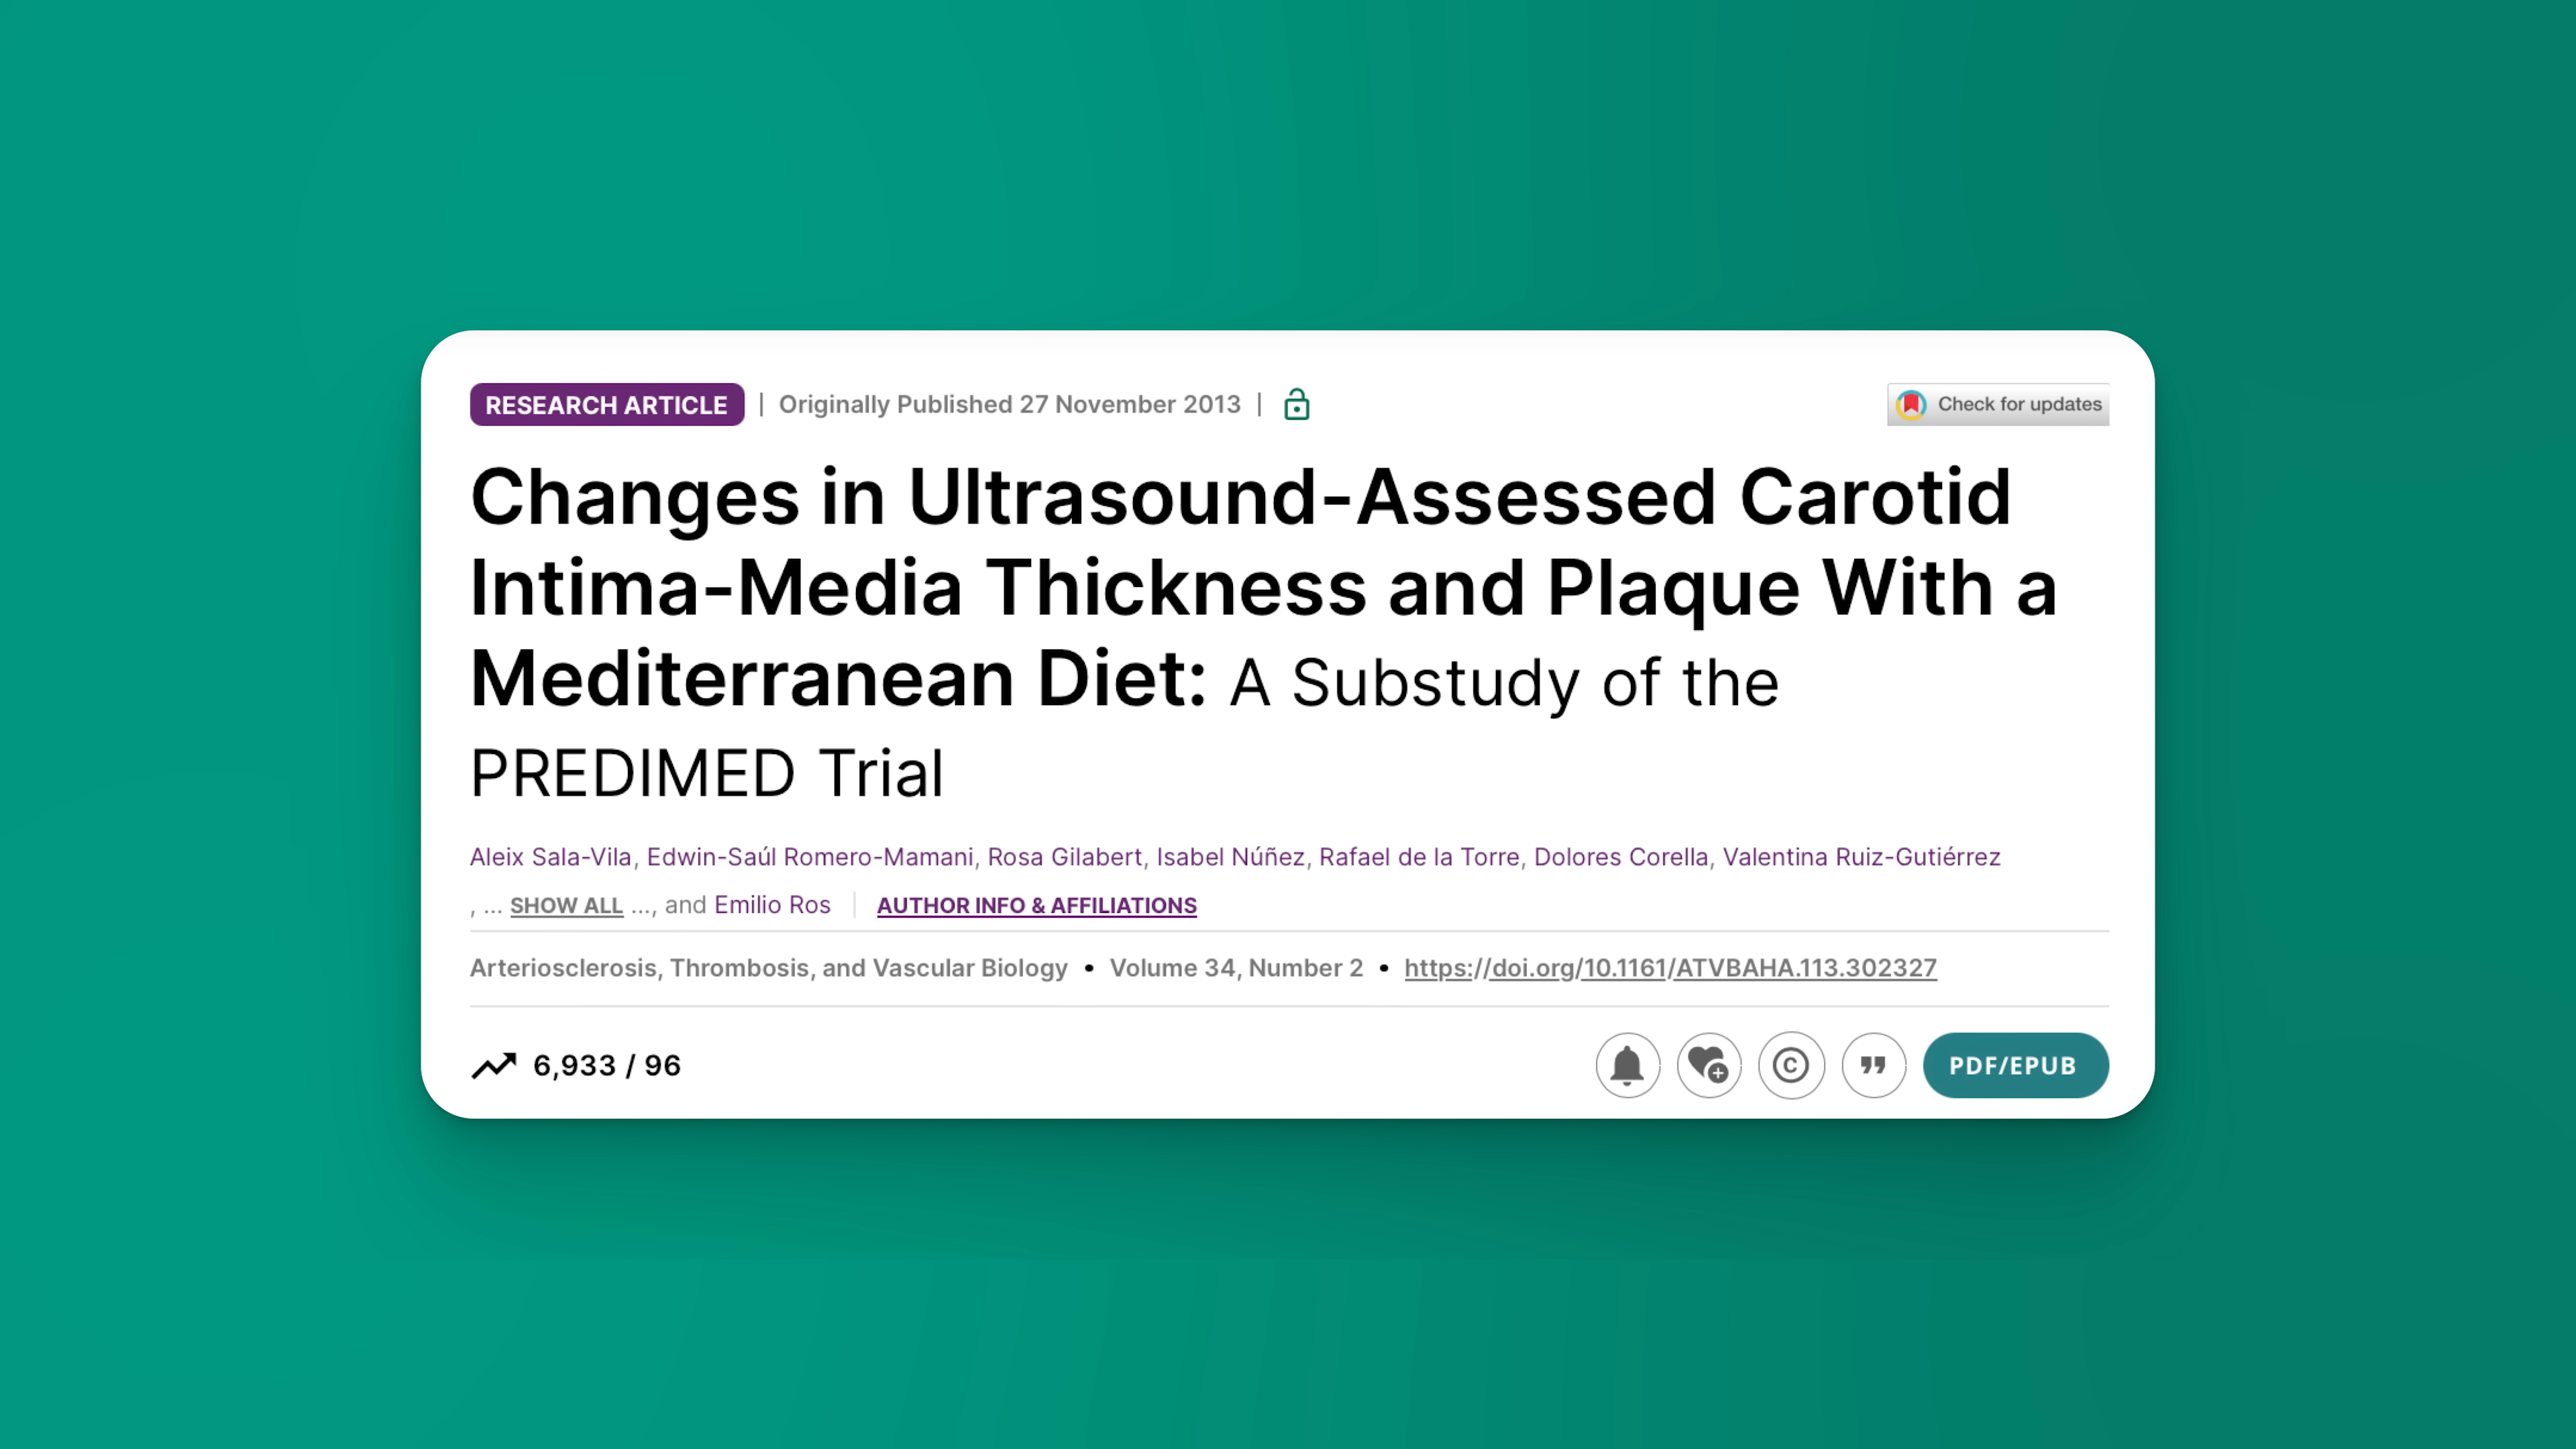 RESEARCH ARTICLE | Originally Published 27 November 2013 |
Check for updates
Changes in Ultrasound-Assessed Carotid
Intima-Media Thickness and Plaque With a
Mediterranean Diet: A Substudy of the
PREDIMED Trial
Aleix Sala-Vila, Edwin-Saúl Romero-Mamani, Rosa Gilabert, Isabel Núñez, Rafael de la Torre, Dolores Corella, Valentina Ruiz-Gutiérrez
, ... SHOW ALL ..., and Emilio Ros | AUTHOR INFO & AFFILIATIONS
Arteriosclerosis, Thrombosis, and Vascular Biology • Volume 34, Number 2 • https://doi.org/10.1161/ATVBAHA.113.302327
6,933 / 96
PDF/EPUB